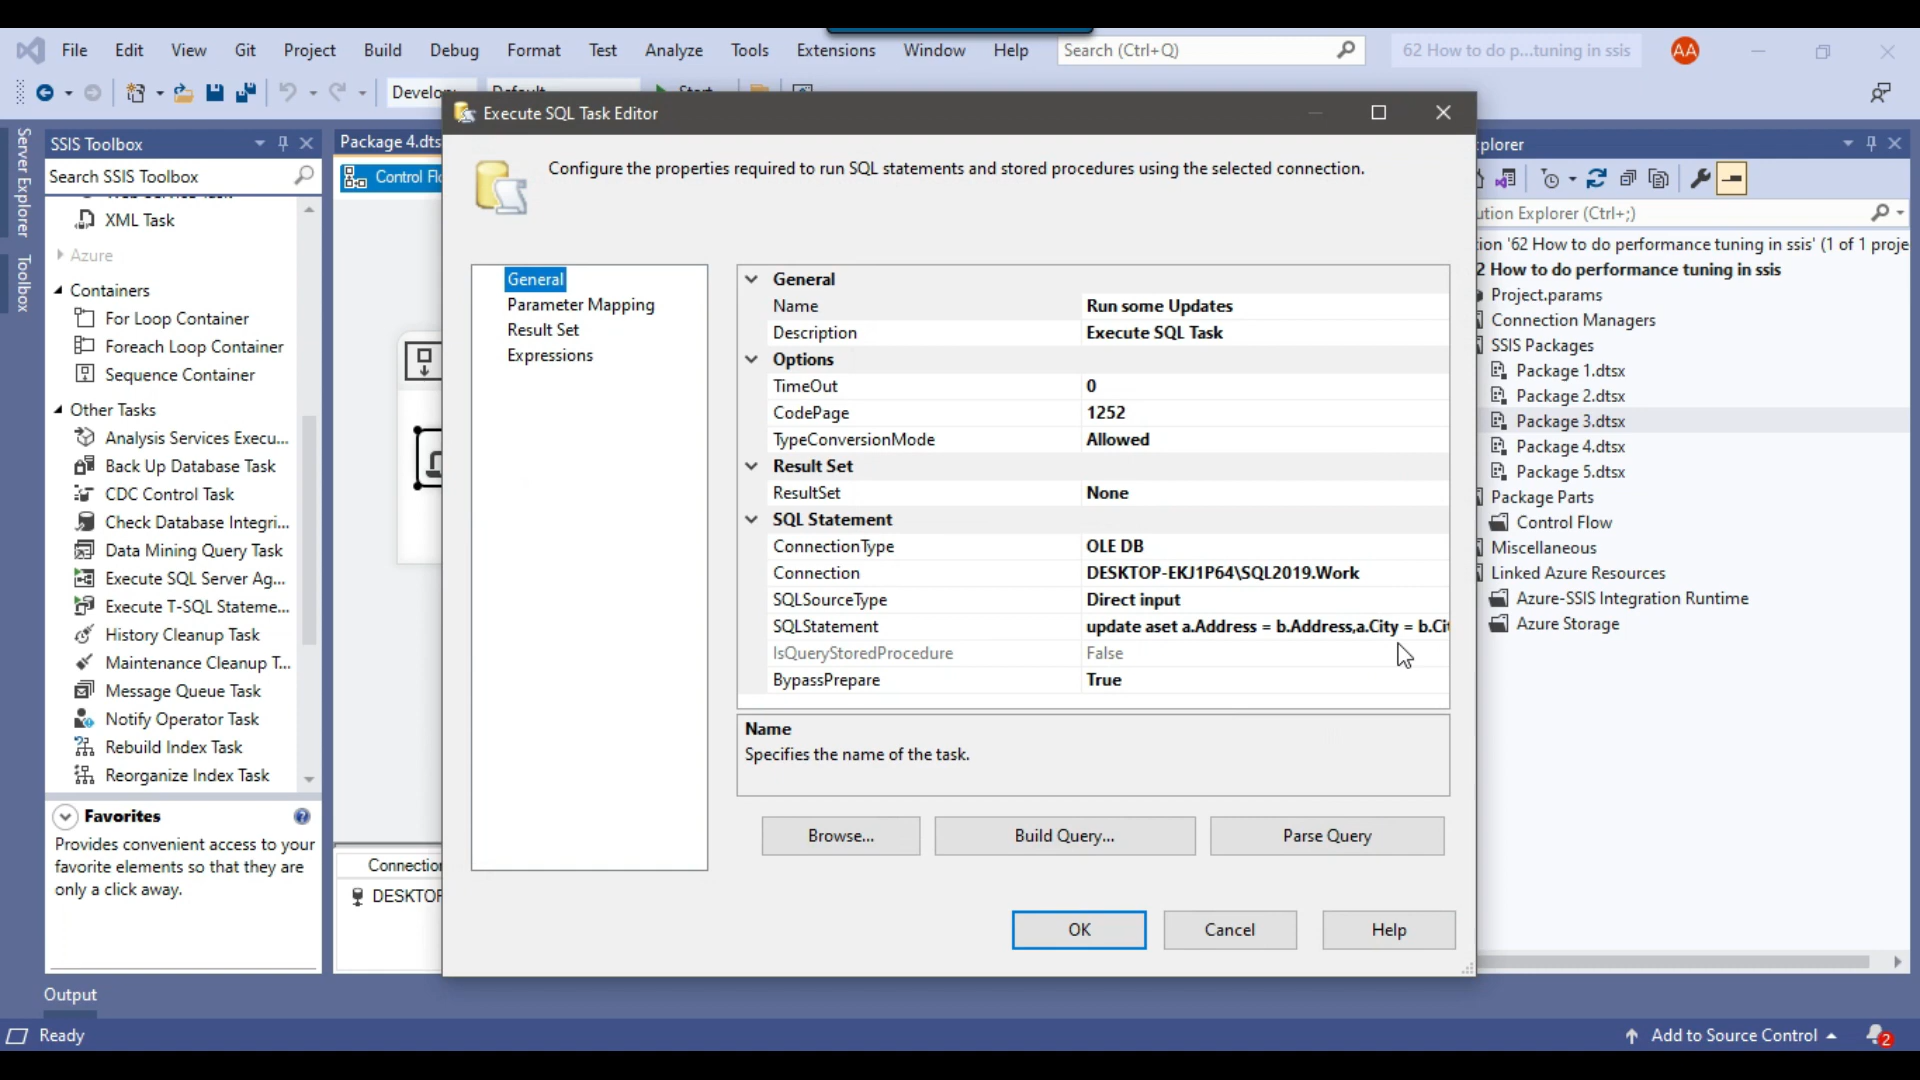 File Edit View Git Project Build Debug Format Test Analyze Tools Extensions Window Help Search (Ctrl+Q) 62 How to do p...tuning in ssis AA
Start
Server Explorer
Toolbox
SSIS Toolbox
Search SSIS Toolbox
XML Task
Azure
Containers
For Loop Container
Foreach Loop Container
Sequence Container
Other Tasks
Analysis Services Execu...
Back Up Database Task
CDC Control Task
Check Database Integri...
Data Mining Query Task
Execute SQL Server Ag...
Execute T-SQL Stateme...
History Cleanup Task
Maintenance Cleanup T...
Message Queue Task
Notify Operator Task
Rebuild Index Task
Reorganize Index Task
Favorites
Provides convenient access to your
favorite elements so that they are
only a click away.
Package 4.dts
Control Fl
Connection
DESKTOP
Execute SQL Task Editor
Configure the properties required to run SQL statements and stored procedures using the selected connection.
General
Parameter Mapping
Result Set
Expressions
General
Name Run some Updates
Description Execute SQL Task
Options
TimeOut 0
CodePage 1252
TypeConversionMode Allowed
Result Set
ResultSet None
SQL Statement
ConnectionType OLE DB
Connection DESKTOP-EKJ1P64\SQL2019.Work
SQLSourceType Direct input
SQLStatement update aset a.Address = b.Address,a.City = b.Cit
IsQueryStoredProcedure False
BypassPrepare True
Name
Specifies the name of the task.
Browse... Build Query... Parse Query
OK Cancel Help
plorer
ution Explorer (Ctrl+;)
ion '62 How to do performance tuning in ssis' (1 of 1 proje
2 How to do performance tuning in ssis
Project.params
Connection Managers
SSIS Packages
Package 1.dtsx
Package 2.dtsx
Package 3.dtsx
Package 4.dtsx
Package 5.dtsx
Package Parts
Control Flow
Miscellaneous
Linked Azure Resources
Azure-SSIS Integration Runtime
Azure Storage
Output
Ready Add to Source Control 2